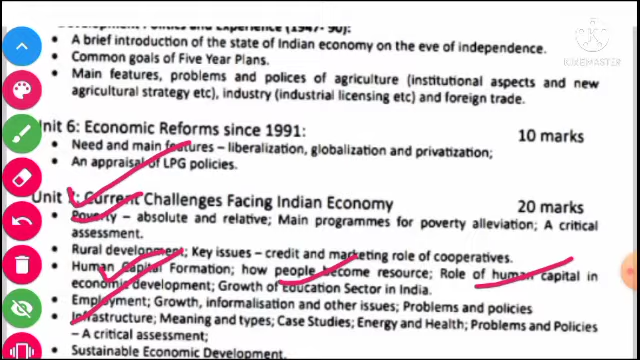 Development Politics and Experience (1947- 90):
• A brief introduction of the state of Indian economy on the eve of independence.
• Common goals of Five Year Plans.
• Main features, problems and polices of agriculture (institutional aspects and new
agricultural strategy etc), industry (industrial licensing etc) and foreign trade.
nit 6: Economic Reforms since 1991: 10 marks
• Need and main features – liberalization, globalization and privatization;
• An appraisal of LPG policies.
Unit 7: Current Challenges Facing Indian Economy 20 marks
• Poverty – absolute and relative; Main programmes for poverty alleviation; A critical
assessment.
• Rural development; Key issues – credit and marketing role of cooperatives.
• Human Capital Formation; how people become resource; Role of human capital in
economic development; Growth of Education Sector in India.
• Employment; Growth, informalisation and other issues; Problems and policies
• Infrastructure; Meaning and types; Case Studies; Energy and Health; Problems and Policies
– A critical assessment;
• Sustainable Economic Development.
KINEMASTER